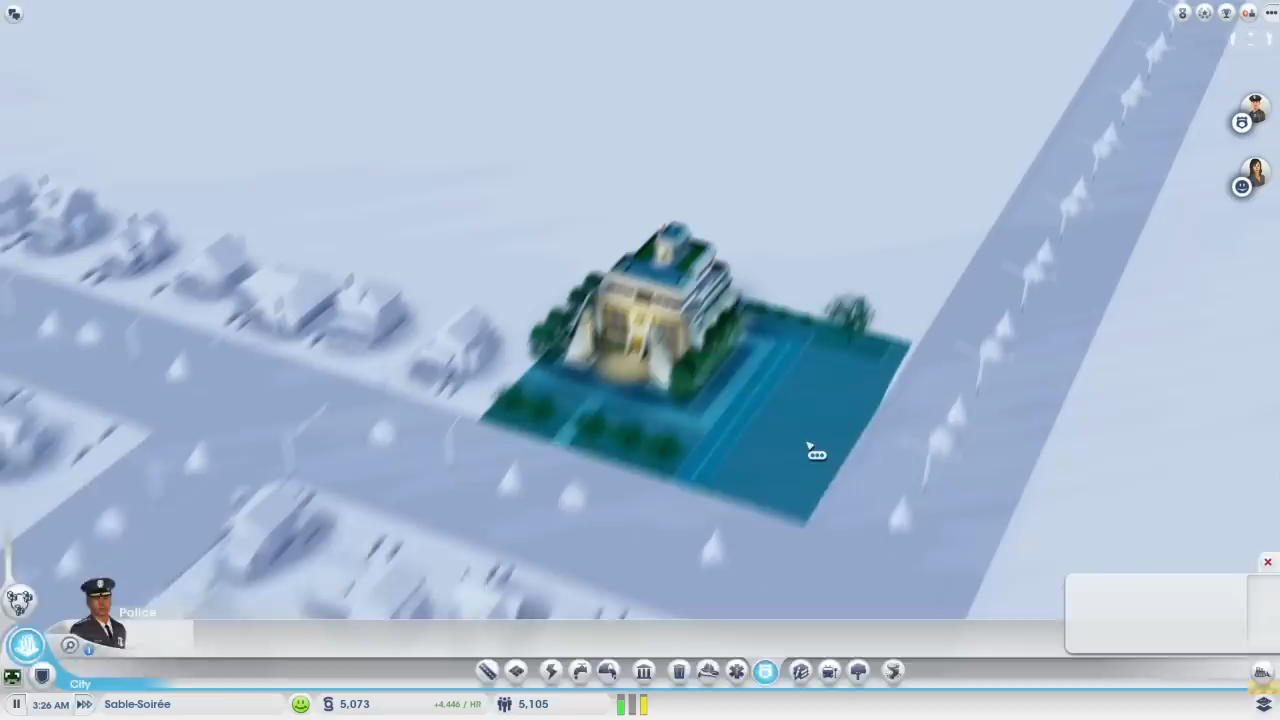 Police
City
3:26 AM
Sable-Soirée
5,073
+4,446 / HR
5,105